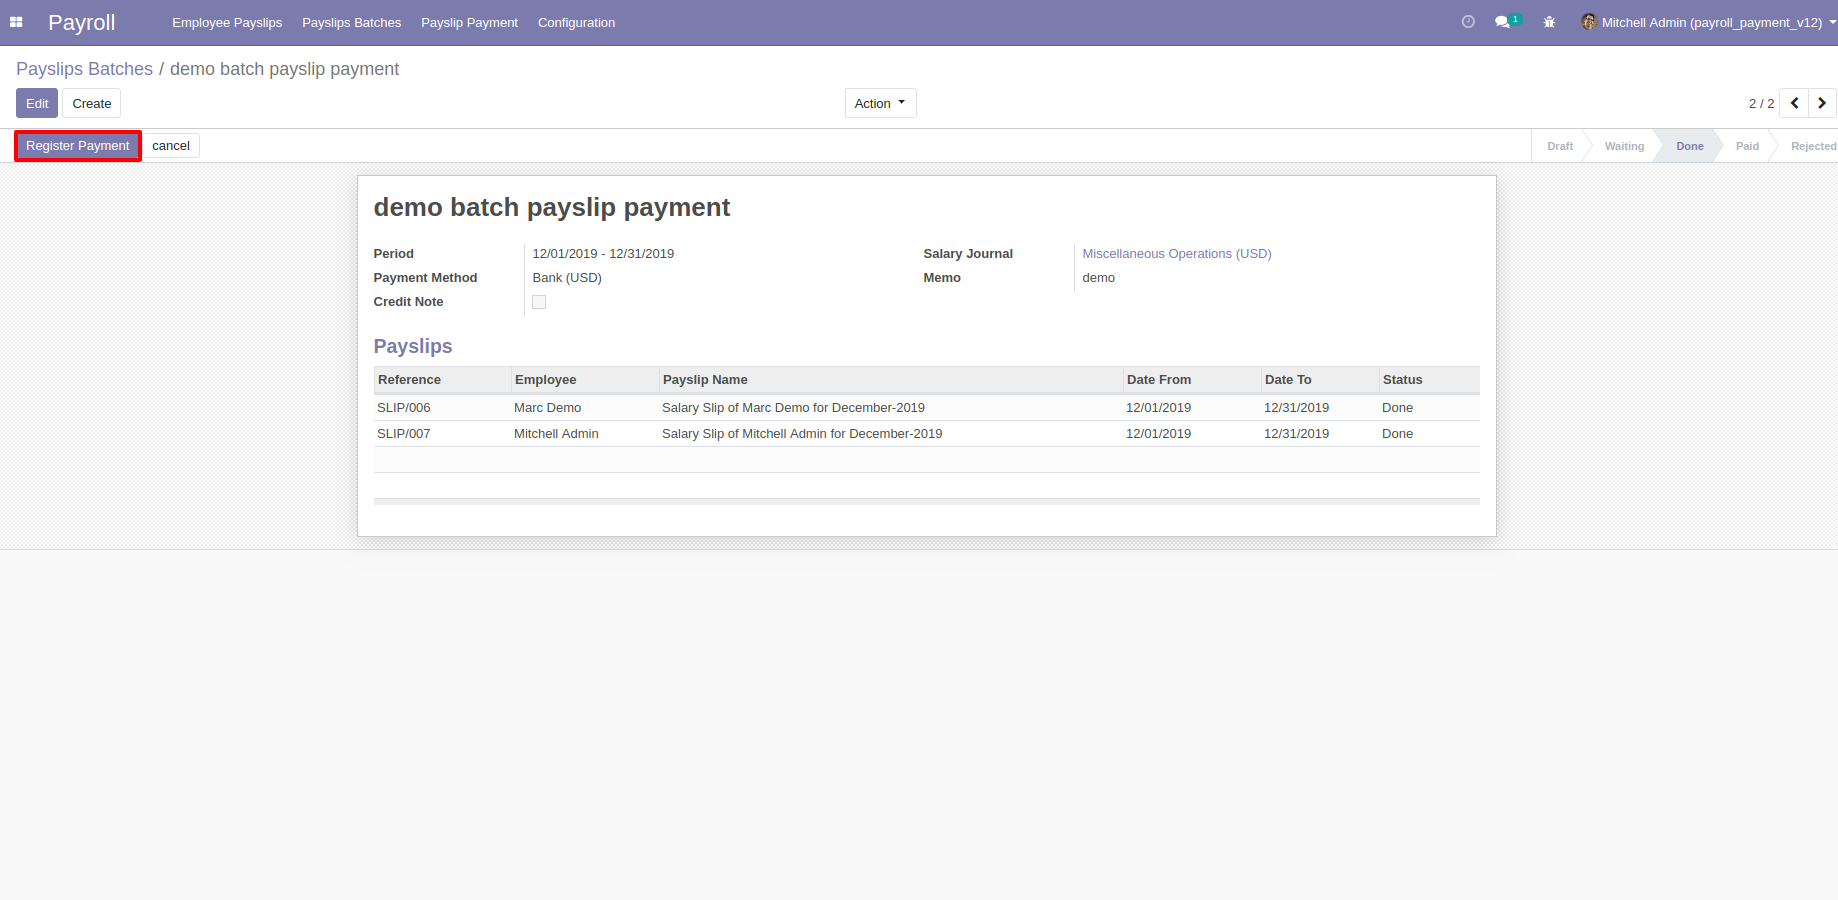 Payroll Employee Payslips Payslips Batches Payslip Payment Configuration 1 Mitchell Admin (payroll_payment_v12)
Payslips Batches / demo batch payslip payment
Edit Create Action 2 / 2
Register Payment cancel Draft Waiting Done Paid Rejected
demo batch payslip payment
Period 12/01/2019 - 12/31/2019 Salary Journal Miscellaneous Operations (USD)
Payment Method Bank (USD) Memo demo
Credit Note
Payslips
Reference Employee Payslip Name Date From Date To Status
SLIP/006 Marc Demo Salary Slip of Marc Demo for December-2019 12/01/2019 12/31/2019 Done
SLIP/007 Mitchell Admin Salary Slip of Mitchell Admin for December-2019 12/01/2019 12/31/2019 Done